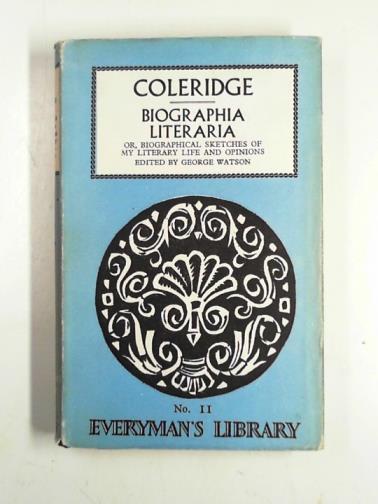 COLERIDGE
BIOGRAPHIA
LITERARIA
OR, BIOGRAPHICAL SKETCHES OF
MY LITERARY LIFE AND OPINIONS
EDITED BY GEORGE WATSON
No. 11
EVERYMAN'S LIBRARY